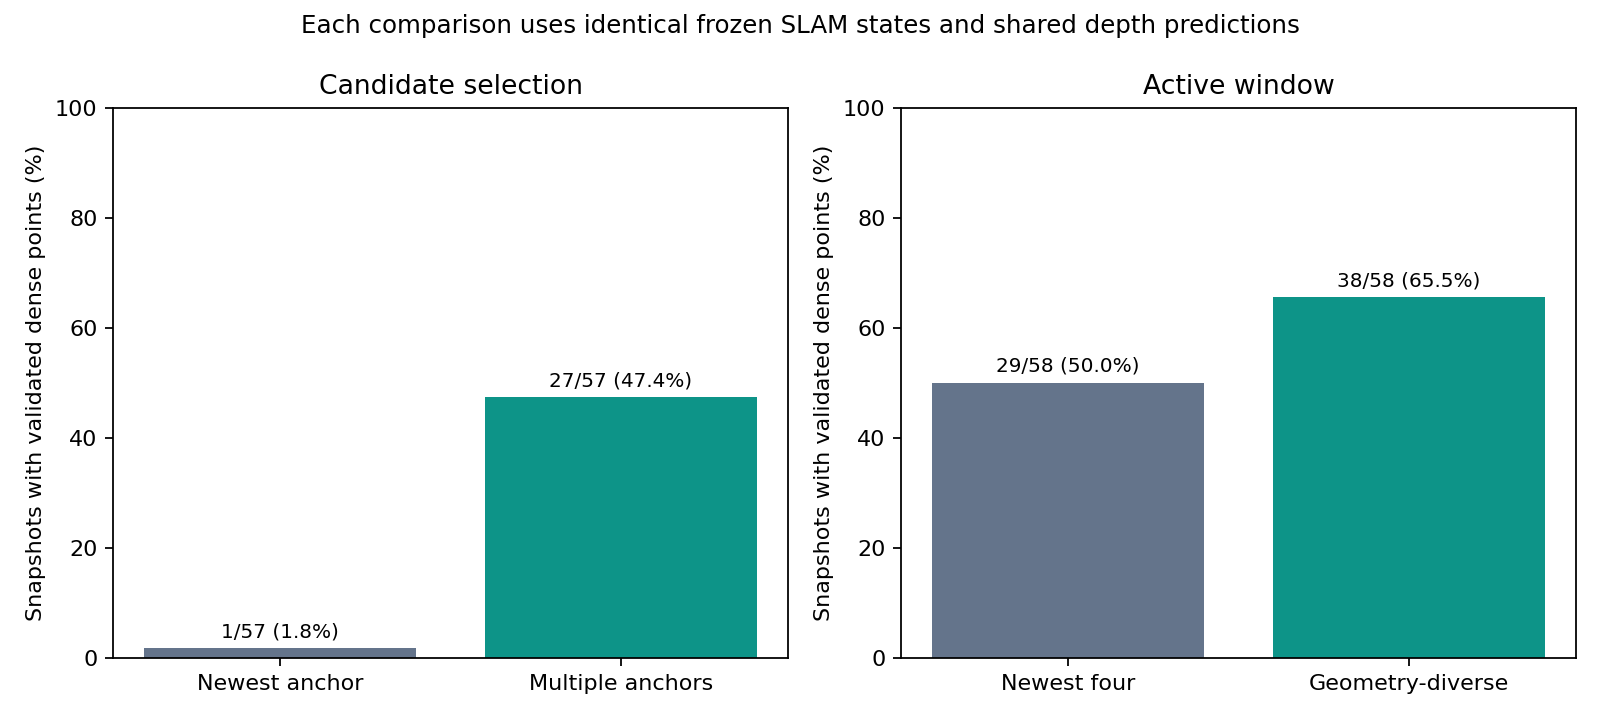 Each comparison uses identical frozen SLAM states and shared depth predictions
Candidate selection
Snapshots with validated dense points (%)
100
80
60
40
20
0
1/57 (1.8%)
27/57 (47.4%)
Newest anchor
Multiple anchors
Active window
Snapshots with validated dense points (%)
100
80
60
40
20
0
29/58 (50.0%)
38/58 (65.5%)
Newest four
Geometry-diverse